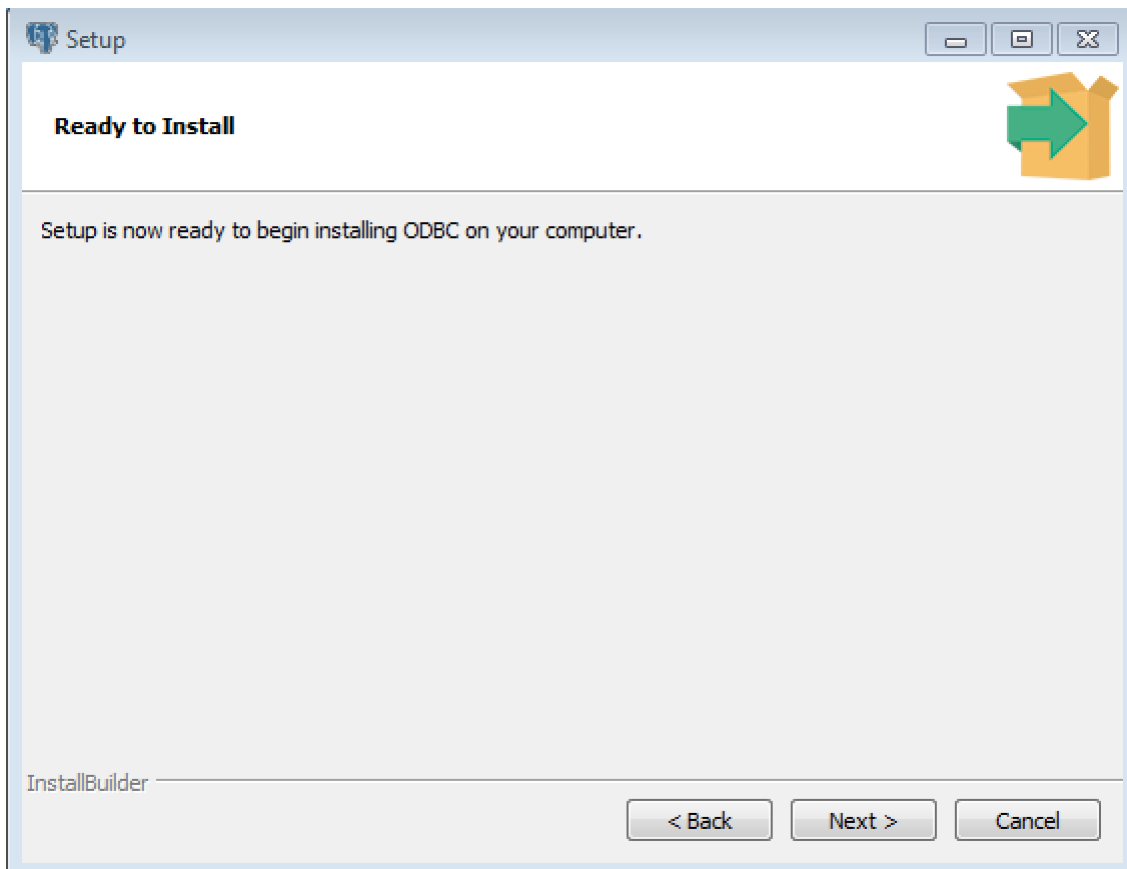 Setup
Ready to Install
Setup is now ready to begin installing ODBC on your computer.
InstallBuilder
< Back
Next >
Cancel